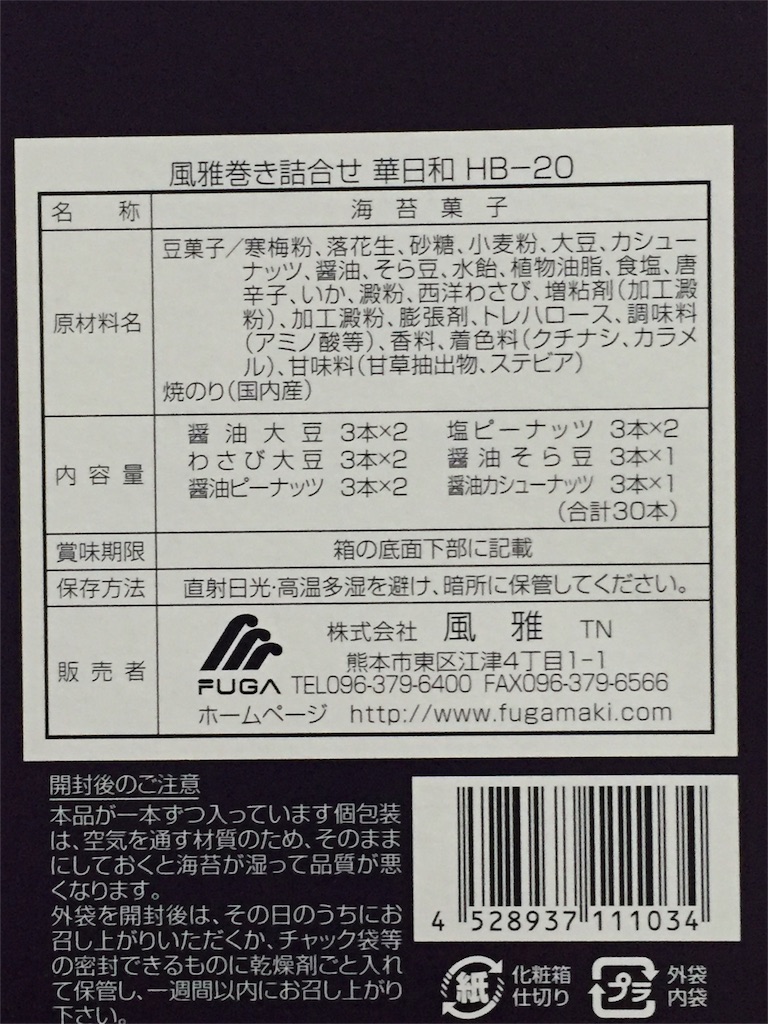 風雅巻き詰合せ 華日和 HB-20
名称 海苔菓子
原材料名
豆菓子/寒梅粉、落花生、砂糖、小麦粉、大豆、カシュー
ナッツ、醤油、そら豆、水飴、植物油脂、食塩、唐
辛子、いか、澱粉、西洋わさび、増粘剤(加工澱
粉)、加工澱粉、膨張剤、トレハロース、調味料
(アミノ酸等)、香料、着色料(クチナシ、カラメ
ル)、甘味料(甘草抽出物、ステビア)
焼のり(国内産)
内容量
醤油大豆 3本×2 塩ピーナッツ 3本×2
わさび大豆 3本×2 醤油そら豆 3本×1
醤油ピーナッツ 3本×2 醤油カシューナッツ 3本×1
(合計30本)
賞味期限 箱の底面下部に記載
保存方法 直射日光・高温多湿を避け、暗所に保管してください。
販売者
FUGA
株式会社 風雅 TN
熊本市東区江津4丁目1-1
TEL096-379-6400 FAX096-379-6566
ホームページ http://www.fugamaki.com
開封後のご注意
本品が一本ずつ入っています個包装
は、空気を通す材質のため、そのまま
にしておくと海苔が湿って品質が悪
くなります。
外袋を開封後は、その日のうちにお
召し上がりいただくか、チャック袋等
の密封できるものに乾燥剤ごと入れ
て保管し、一週間以内にお召し上がり
下さい。
4 528937 111034
紙 化粧箱
仕切り
プラ 外袋
内袋